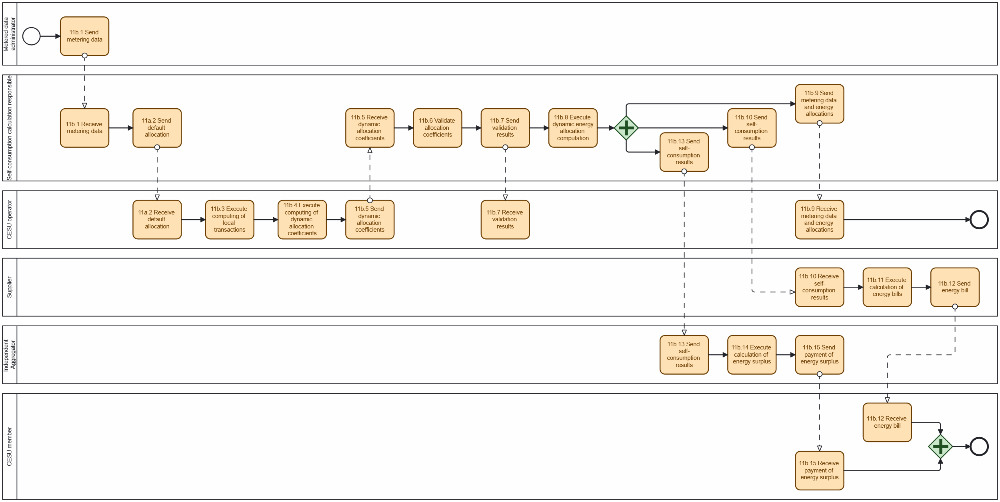 Metered data
administrator
11b.1 Send
metering data
Self-consumption calculation responsible
11b.1 Receive
metering data
11a.2 Send
default
allocation
11b.5 Receive
dynamic
allocation
coefficients
11b.6 Validate
allocation
coefficients
11b.7 Send
validation
results
11b.8 Execute
dynamic energy
allocation
computation
11b.13 Send
self-
consumption
results
11b.10 Send
self-
consumption
results
11b.9 Send
metering data
and energy
allocations
CESU operator
11a.2 Receive
default
allocation
11b.3 Execute
computing of
local
transactions
11b.4 Execute
computing of
dynamic
allocation
coefficients
11b.5 Send
dynamic
allocation
coefficients
11b.7 Receive
validation
results
11b.9 Receive
metering data
and energy
allocations
Supplier
11b.10 Receive
self-
consumption
results
11b.11 Execute
calculation of
energy bills
11b.12 Send
energy bill
Independent
Aggregator
11b.13 Send
self-
consumption
results
11b.14 Execute
calculation of
energy surplus
11b.15 Send
payment of
energy surplus
CESU member
11b.12 Receive
energy bill
11b.15 Receive
payment of
energy surplus